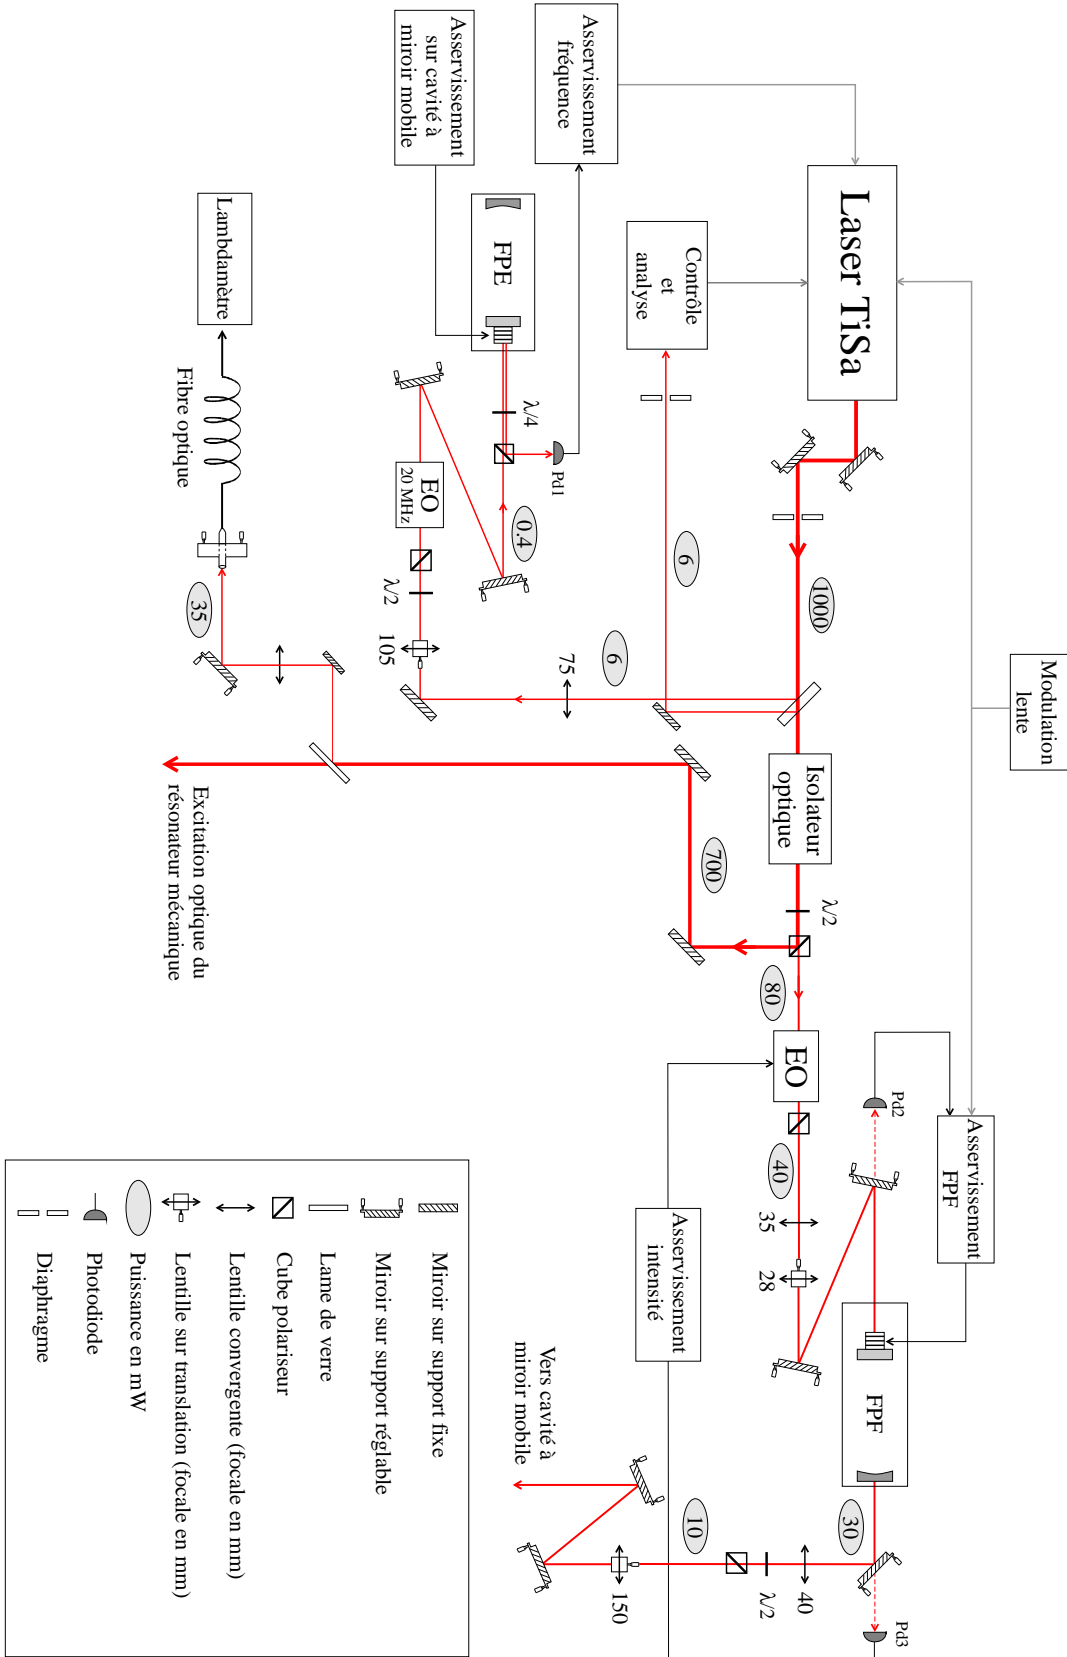 Modulation
lente
Laser TiSa
1000
Isolateur
optique
λ/2
80
EO
40
35
28
Pd2
Asservissement
FPF
FPF
30
Pd3
40
λ/2
10
150
Vers cavité à
miroir mobile
Asservissement
intensité
Asservissement
fréquence
Contrôle
et
analyse
6
6
75
700
Asservissement
sur cavité à
miroir mobile
FPE
λ/4
Pd1
0.4
EO
20 MHz
λ/2
105
Lambdamètre
Fibre optique
35
Excitation optique du
résonateur mécanique
Miroir sur support fixe
Miroir sur support réglable
Lame de verre
Cube polariseur
Lentille convergente (focale en mm)
Lentille sur translation (focale en mm)
Puissance en mW
Photodiode
Diaphragme